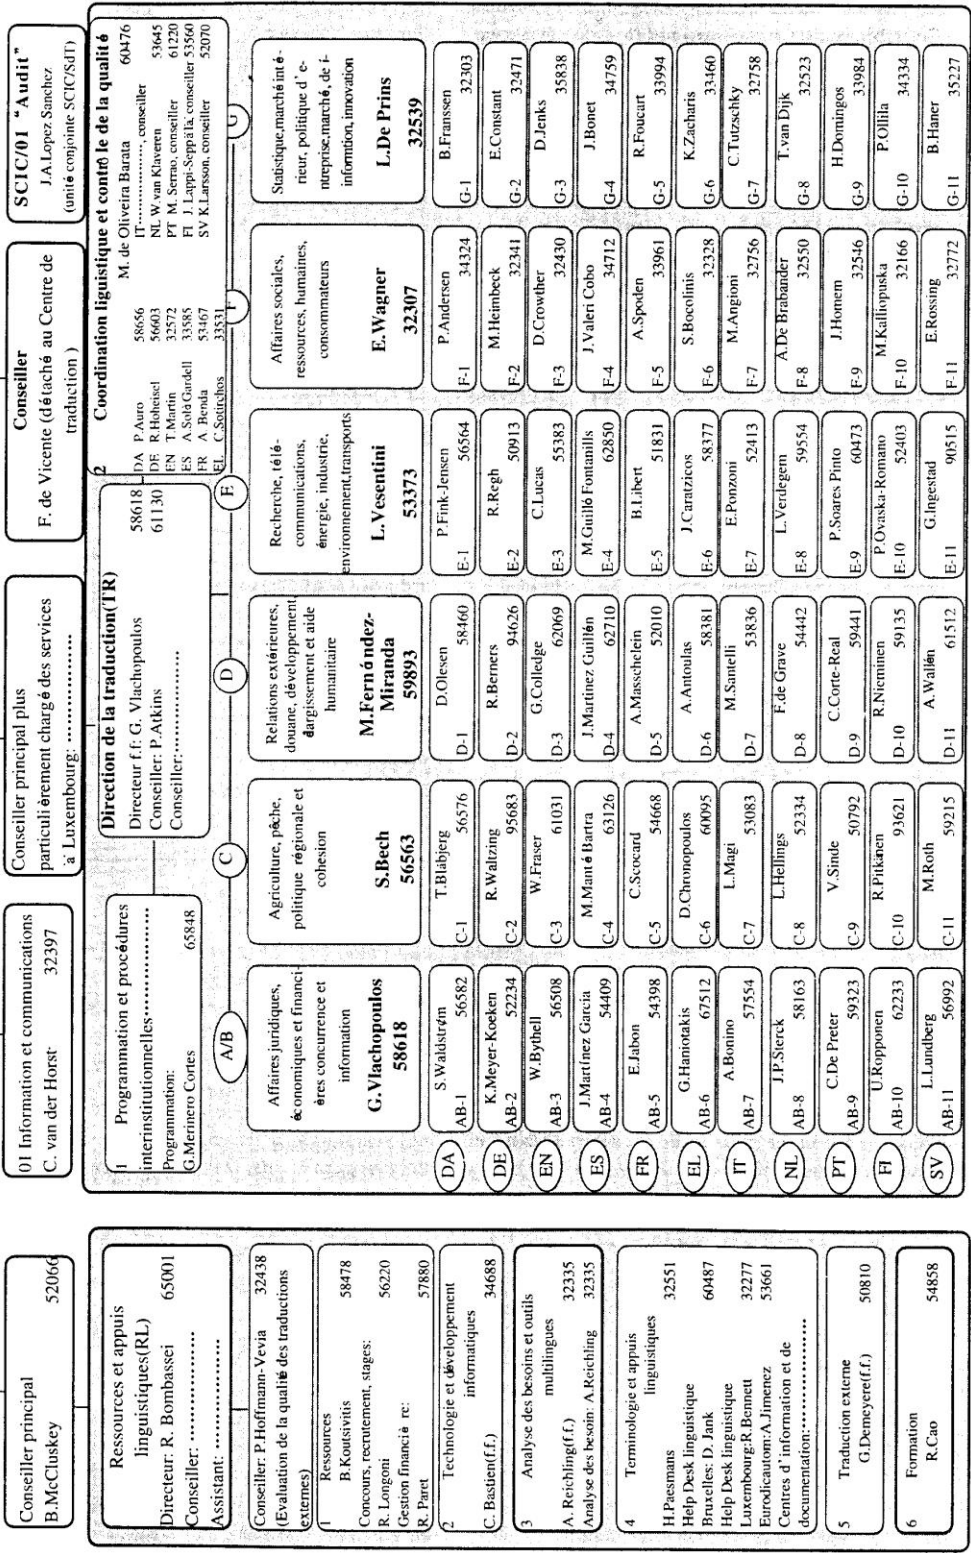 Conseiller principal
B.McCluskey 52066
Ressources et appuis
linguistiques(RL)
Directeur: R. Bombassei 65001
Conseiller: ....................
Assistant: ....................
Conseiller: P.Hoffmann-Vevia 32438
(Evaluation de la qualité des traductions
externes)
1 Ressources
B.Koutsivitis 58478
Concours, recrutement, stages:
R. Longoni 56220
Gestion financiè re:
R. Paret 57880
2 Technologie et développement
informatiques
C. Bastien(f.f.) 34688
3 Analyse des besoins et outils
multilingues
A. Reichling(f.f.) 32335
Analyse des besoin: A.Reichling 32335
4 Terminologie et appuis
linguistiques
H.Paesmans 32551
Help Desk linguistique
Bruxelles: D. Jank 60487
Help Desk linguistique
Luxembourg:R.Bennett 32277
Eurodicautom:A.Jimenez 53661
Centres d'information et de
documentation:....................
5 Traduction externe
G.Demeyere(f.f.) 50810
6 Formation
R.Cao 54858
01 Information et communications
C. van der Horst 32397
Conseiller principal plus
particuli èrement chargé des services
à Luxembourg: ....................
Conseiller
F. de Vicente (détaché au Centre de
traduction )
SCIC/01 "Audit"
J.A.Lopez Sanchez
(unité conjointe SCIC/SdT)
1 Programmation et procédures
interinstitutionnelles....................
Programmation:
G.Merinero Cortes 65848
Direction de la traduction(TR)
Directeur f.f: G. Vlachopoulos 58618
Conseiller: P.Atkins 61130
Conseiller:....................
2 Coordination liguistique et contrô le de la qualité
M. de Oliveira Barata 60476
DA P.Auro 58656
DE R.Hoheisel 56603
EN T.Martin 32572
ES A.Solà Gardell 33585
FR A Benda 53467
EL C.Sotirchos 33531
IT...................., conseiller
NL W.van Klaveren 53645
PT M. Serrao, conseiller 61220
FI J. Lappi-Seppälä, conseiller 53560
SV K.Larsson, conseiller 52070
A/B C D E F G
Affaires juridiques,
économiques et financi-
ères concurrence et
information
G.Vlachopoulos
58618
Agriculture, pêche,
politique régionale et
cohesion
S.Bech
56563
Relations extérieures,
douane, développement,
élargissement et aide
humanitaire
M.Fernández-
Miranda
59893
Recherche, télé-
communications,
énergie, industrie,
environnement,transports
L.Vesentini
53373
Affaires sociales,
ressources, humaines,
consommateurs
E.Wagner
32307
Statistique,marché inté-
rieur, politique d' e-
ntreprise,marché, de i-
nformtion, innovation
L.De Prins
32539
DA
AB-1 S.Waldstrøm 56582
C-1 T.Blåbjerg 56576
D-1 D.Olesen 58460
E-1 P.Fink-Jensen 56564
F-1 P.Andersen 34324
G-1 B.Franssen 32303
DE
AB-2 K.Meyer-Koeken 52234
C-2 R.Waltzing 95683
D-2 R.Berners 94626
E-2 R.Regh 50913
F-2 M.Heimbeck 32341
G-2 E.Constant 32471
EN
AB-3 W.Bythell 56508
C-3 W.Fraser 61031
D-3 G.Colledge 62069
E-3 C.Lucas 55383
F-3 D.Crowther 32430
G-3 D.Jenks 35838
ES
AB-4 J.Martínez Garcia 54409
C-4 M.Mant é Bartra 63126
D-4 J.Martínez Guillén 62710
E-4 M.Guilló Fontanills 62850
F-4 J.Valeri Cobo 34712
G-4 J.Bonet 34759
FR
AB-5 E.Jabon 54398
C-5 C.Scocard 54668
D-5 A.Masschelein 52010
E-5 B.Libert 51831
F-5 A.Spoden 33961
G-5 R.Foucart 33994
EL
AB-6 G.Haniotakis 67512
C-6 D.Chronopoulos 60095
D-6 A.Antoulas 58381
E-6 J.Caratzicos 58377
F-6 S.Bocolinis 32328
G-6 K.Zacharis 33460
IT
AB-7 A.Bonino 57554
C-7 L.Magi 53083
D-7 M.Santelli 53836
E-7 E.Ponzoni 52413
F-7 M.Angioni 32756
G-7 C.Tutzschky 32758
NL
AB-8 J.P.Sterck 58163
C-8 L.Hellings 52334
D-8 F.de Grave 54442
E-8 L.Verdegem 59554
F-8 A.De Brabander 32550
G-8 T.van Dijk 32523
PT
AB-9 C.De Preter 59323
C-9 V.Sinde 50792
D-9 C.Corte-Real 59441
E-9 P.Soares Pinto 60473
F-9 J.Homem 32546
G-9 H.Domingos 33984
FI
AB-10 U.Ropponen 62233
C-10 R.Pitkänen 93621
D-10 R.Nieminen 59135
E-10 P.Ovaska-Romano 52403
F-10 M.Kalliopuska 32166
G-10 P.Ollila 34334
SV
AB-11 L.Lundberg 56992
C-11 M.Roth 59215
D-11 A.Wallén 61512
E-11 G.Ingestad 90515
F-11 E.Rossing 32772
G-11 B.Haner 35227